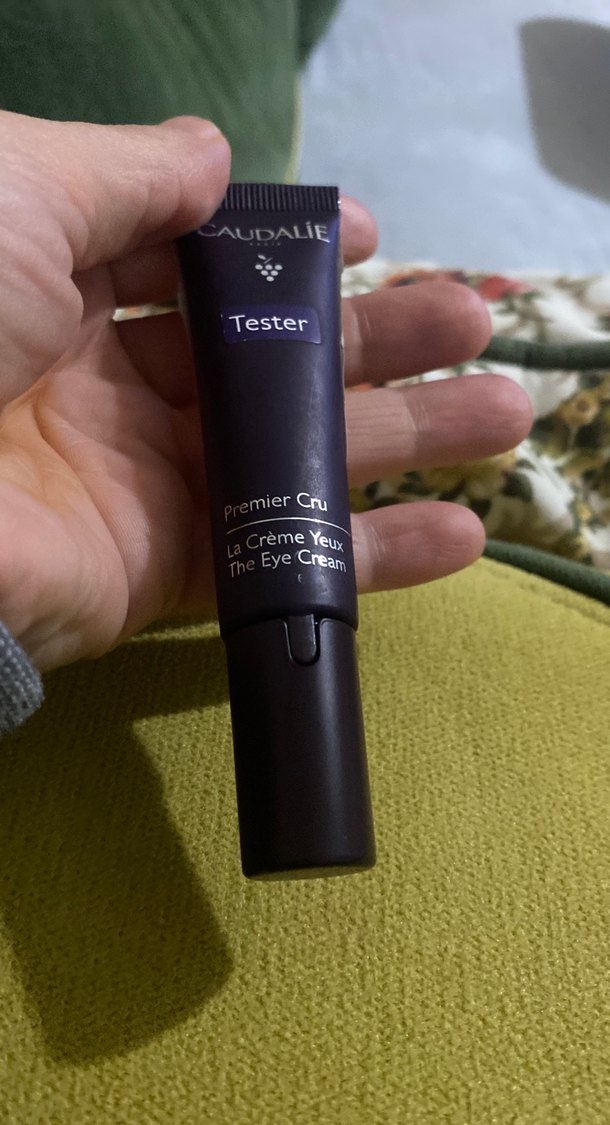 CAUDALIE
PARIS
Tester
Premier Cru
La Crème Yeux
The Eye Cream